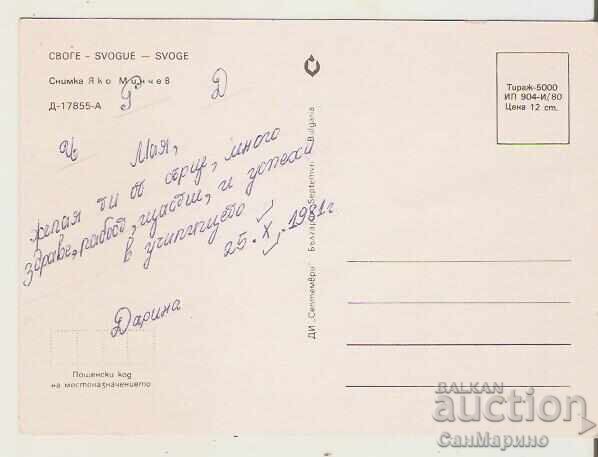 СВОГЕ – SVOGUE — SVOGE
Снимка Яко Минчев
Д-17855-А
Р Д
Мая,
желая ти от сърце, много
здраве, радост, щастие, и успехи
в училището
25.X.1981г.
Дарина
Пощенски код
на местоназначението
ДИ „Септември“ България Septemvri Bulgaria
Тираж-5000
ИП 904-И/80
Цена 12 ст.
BALKAN
auction
СанМарино